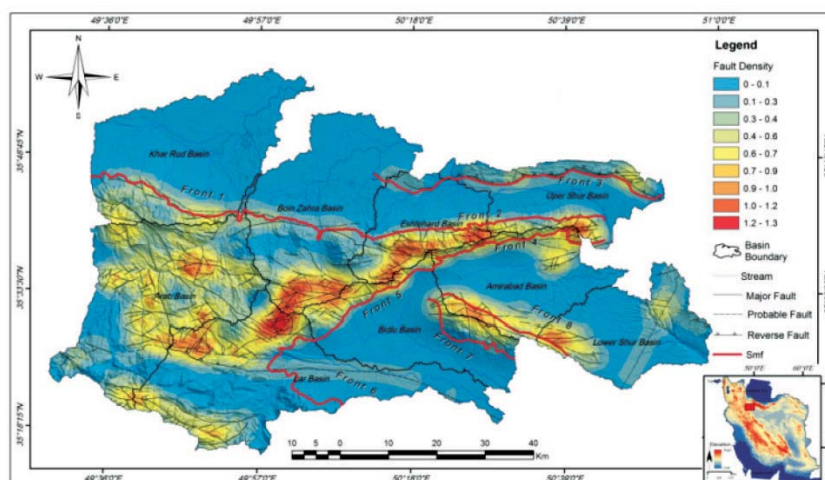 49°36'0"E
49°57'0"E
50°18'0"E
50°39'0"E
51°0'0"E
N
W
E
S
Legend
Fault Density
0 - 0.1
0.1 - 0.3
0.3 - 0.4
0.4 - 0.6
0.6 - 0.7
0.7 - 0.9
0.9 - 1.0
1.0 - 1.2
1.2 - 1.3
Basin
Boundary
Stream
Major Fault
Probable Fault
Reverse Fault
Smf
35°48'45"N
35°33'30"N
35°18'15"N
Khar Rud Basin
Front 1
Boin Zahra Basin
Front 3
Uper Shur Basin
Front 2
Eshtehard Basin
Front 4
Arab Basin
Front 5
Amirabad Basin
Bidlu Basin
Front 8
Front 7
Lower Shur Basin
Lar Basin
Front 6
10 5 0 10 20 30 40
Km
50°0'E
60°0'E
Elevation
49°36'0"E
49°57'0"E
50°18'0"E
50°39'0"E